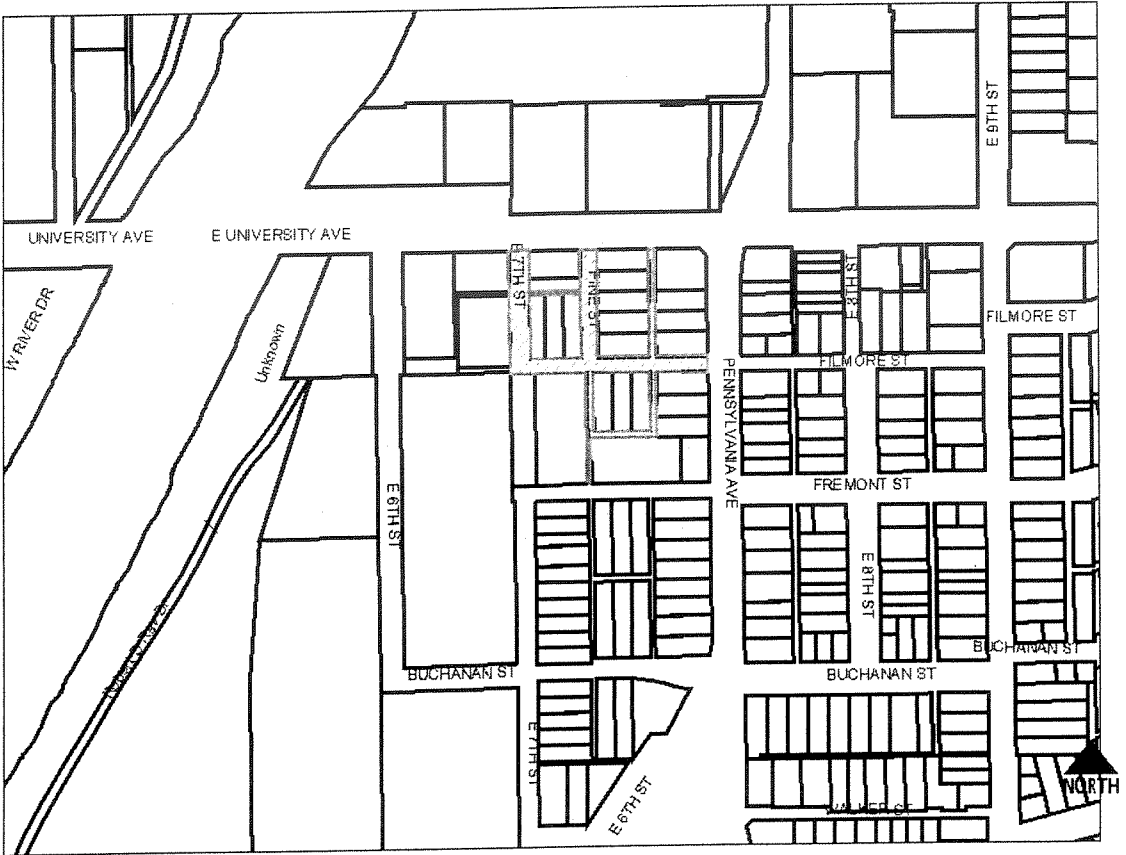 E 9TH ST
UNIVERSITY AVE
E UNIVERSITY AVE
E 7TH ST
E 8TH ST
W RIVER DR
Unknown
FILMORE ST
FILMORE ST
PENNSYLVANIA AVE
E 6TH ST
FREMONT ST
E 8TH ST
BUCHANAN ST
BUCHANAN ST
BUCHANAN ST
E 7TH ST
E 6TH ST
WALKER ST
NORTH